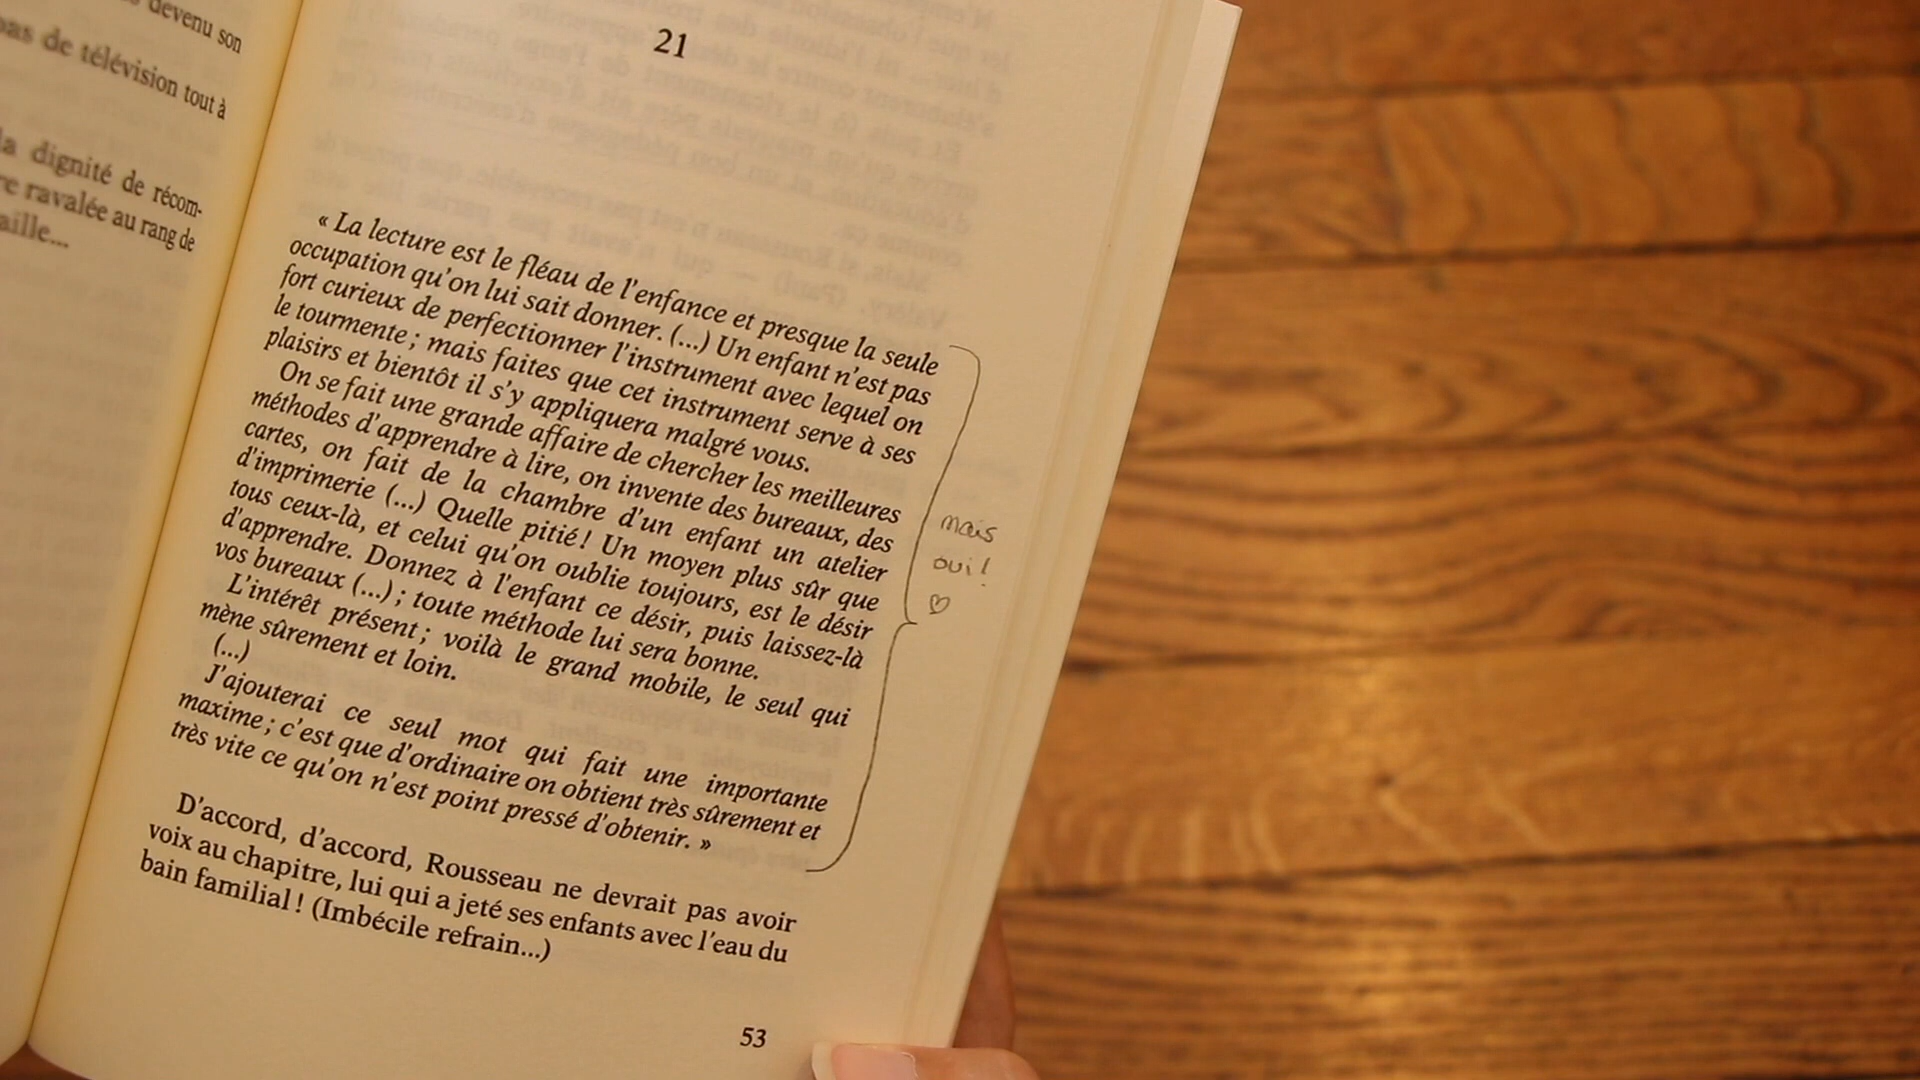 devenu son
pas de télévision tout à
la dignité de récom-
re ravalée au rang de
aille...
21
« La lecture est le fléau de l'enfance et presque la seule
occupation qu'on lui sait donner. (...) Un enfant n'est pas
fort curieux de perfectionner l'instrument avec lequel on
le tourmente ; mais faites que cet instrument serve à ses
plaisirs et bientôt il s'y appliquera malgré vous.
On se fait une grande affaire de chercher les meilleures
méthodes d'apprendre à lire, on invente des bureaux, des
cartes, on fait de la chambre d'un enfant un atelier
d'imprimerie (...) Quelle pitié ! Un moyen plus sûr que
tous ceux-là, et celui qu'on oublie toujours, est le désir
d'apprendre. Donnez à l'enfant ce désir, puis laissez-là
vos bureaux (...) ; toute méthode lui sera bonne.
L'intérêt présent ; voilà le grand mobile, le seul qui
mène sûrement et loin.
(...)
J'ajouterai ce seul mot qui fait une importante
maxime ; c'est que d'ordinaire on obtient très sûrement et
très vite ce qu'on n'est point pressé d'obtenir. »
mais
oui !
♡
D'accord, d'accord, Rousseau ne devrait pas avoir
voix au chapitre, lui qui a jeté ses enfants avec l'eau du
bain familial ! (Imbécile refrain...)
53